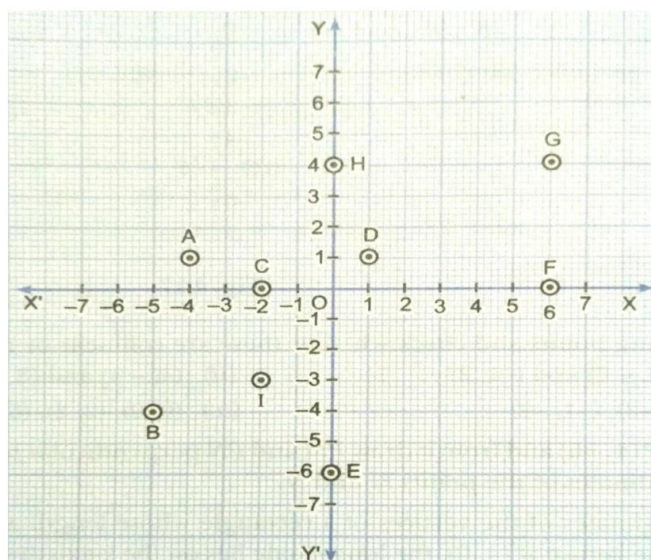 Y
7
6
5
G
4 H
3
2
A D
1
C F
X' –7 –6 –5 –4 –3 –2 –1 O 1 2 3 4 5 6 7 X
–1
–2
–3
I
–4
B
–5
–6 E
–7
Y'